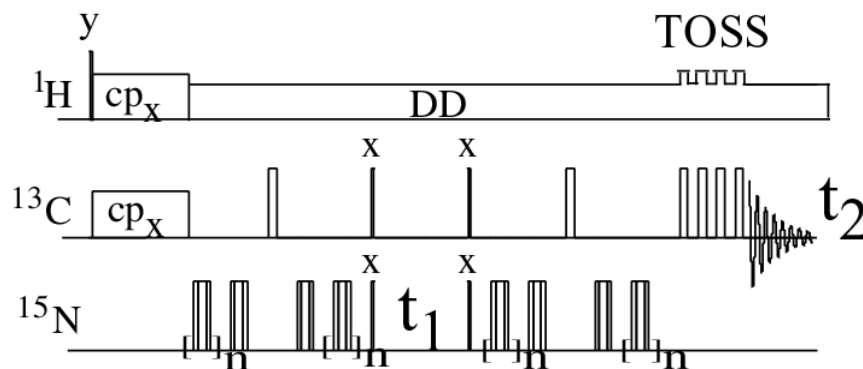 y
TOSS
¹H
cpₓ
DD
x x
¹³C
cpₓ
t₂
x x
¹⁵N
t₁
[ ]n [ ]n [ ]n [ ]n